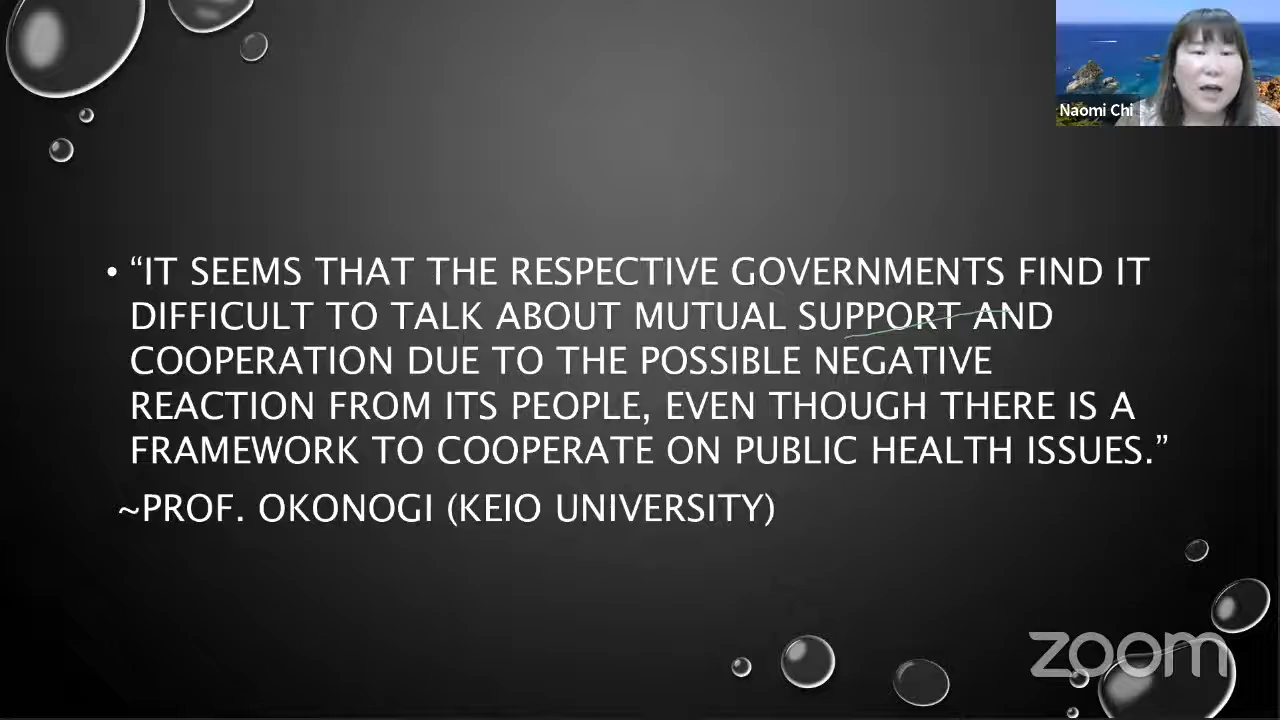 Naomi Chi
• “IT SEEMS THAT THE RESPECTIVE GOVERNMENTS FIND IT
DIFFICULT TO TALK ABOUT MUTUAL SUPPORT AND
COOPERATION DUE TO THE POSSIBLE NEGATIVE
REACTION FROM ITS PEOPLE, EVEN THOUGH THERE IS A
FRAMEWORK TO COOPERATE ON PUBLIC HEALTH ISSUES.”
~PROF. OKONOGI (KEIO UNIVERSITY)
zoom